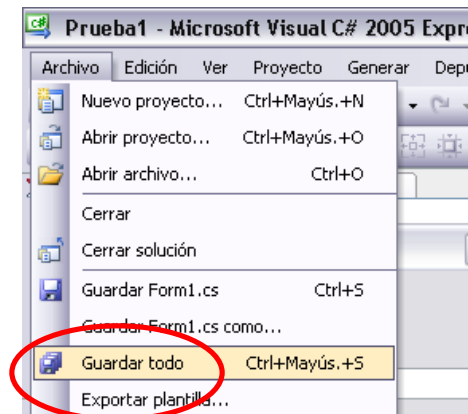 Prueba1 - Microsoft Visual C# 2005 Expr
Archivo Edición Ver Proyecto Generar Dep
Nuevo proyecto... Ctrl+Mayús.+N
Abrir proyecto... Ctrl+Mayús.+O
Abrir archivo... Ctrl+O
Cerrar
Cerrar solución
Guardar Form1.cs Ctrl+S
Guardar Form1.cs como...
Guardar todo Ctrl+Mayús.+S
Exportar plantilla...